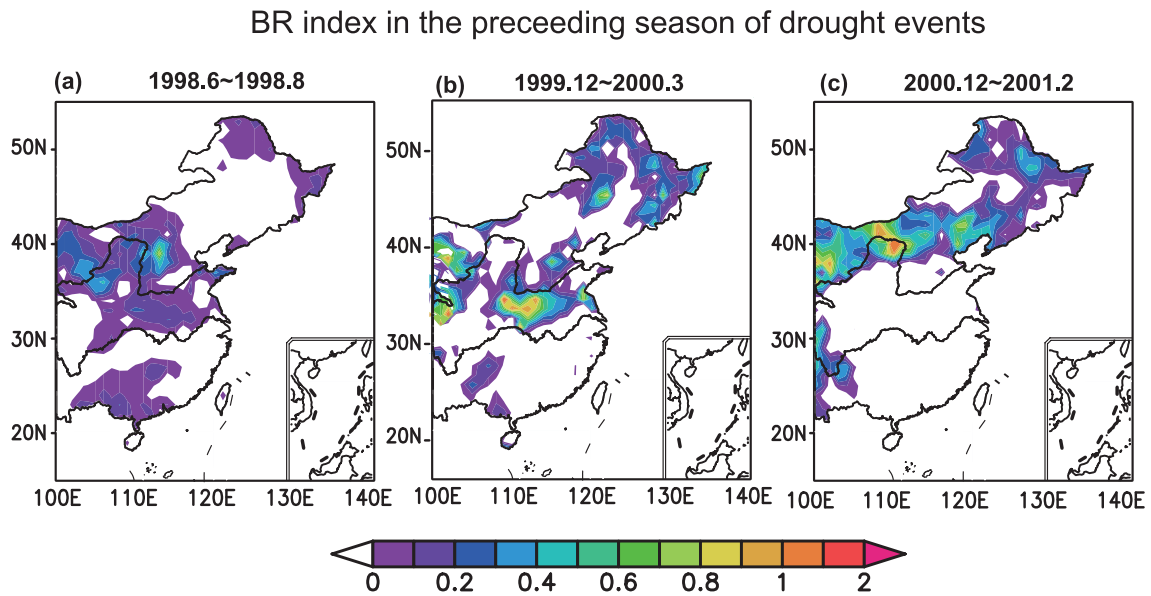 BR index in the preceeding season of drought events
(a) 1998.6~1998.8
(b) 1999.12~2000.3
(c) 2000.12~2001.2
50N
40N
30N
20N
100E 110E 120E 130E 140E
50N
40N
30N
20N
100E 110E 120E 130E 140E
50N
40N
30N
20N
100E 110E 120E 130E 140E
0 0.2 0.4 0.6 0.8 1 2